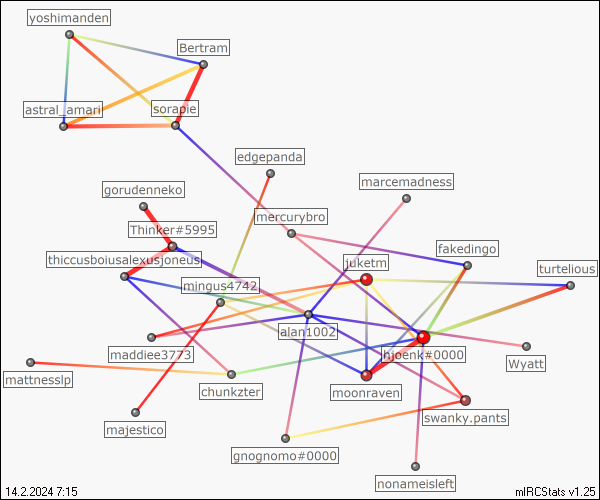 yoshimanden
Bertram
astral_amari
sorapie
edgepanda
marcemadness
gorudenneko
mercurybro
Thinker#5995
fakedingo
thiccusboiusalexusjoneus
juketm
turtelious
mingus4742
alan1002
maddiee3773
hjoenk#0000
Wyatt
mattnesslp
chunkzter
moonraven
majestico
swanky.pants
gnognomo#0000
nonameisleft
14.2.2024 7:15
mIRCStats v1.25